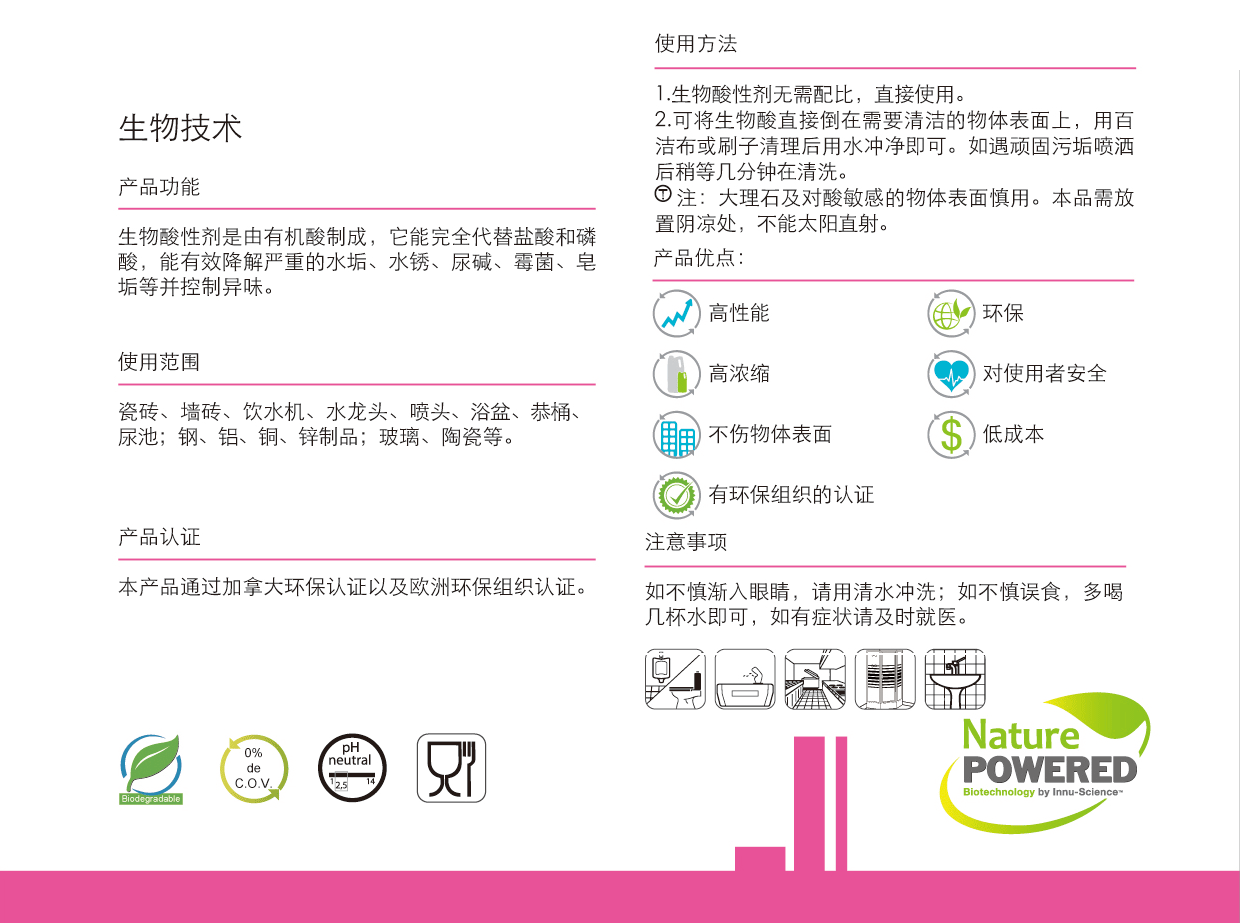 生物技术
产品功能
生物酸性剂是由有机酸制成，它能完全代替盐酸和磷
酸，能有效降解严重的水垢、水锈、尿碱、霉菌、皂
垢等并控制异味。
使用范围
瓷砖、墙砖、饮水机、水龙头、喷头、浴盆、恭桶、
尿池；钢、铝、铜、锌制品；玻璃、陶瓷等。
产品认证
本产品通过加拿大环保认证以及欧洲环保组织认证。
Biodegradable
0%
de
C.O.V.
pH
neutral
1 2,5 14
使用方法
1.生物酸性剂无需配比，直接使用。
2.可将生物酸直接倒在需要清洁的物体表面上，用百
洁布或刷子清理后用水冲净即可。如遇顽固污垢喷洒
后稍等几分钟在清洗。
Ⓣ注：大理石及对酸敏感的物体表面慎用。本品需放
置阴凉处，不能太阳直射。
产品优点：
高性能
环保
高浓缩
对使用者安全
不伤物体表面
$
低成本
有环保组织的认证
注意事项
如不慎渐入眼睛，请用清水冲洗；如不慎误食，多喝
几杯水即可，如有症状请及时就医。
Nature
POWERED
Biotechnology by Innu-Science™